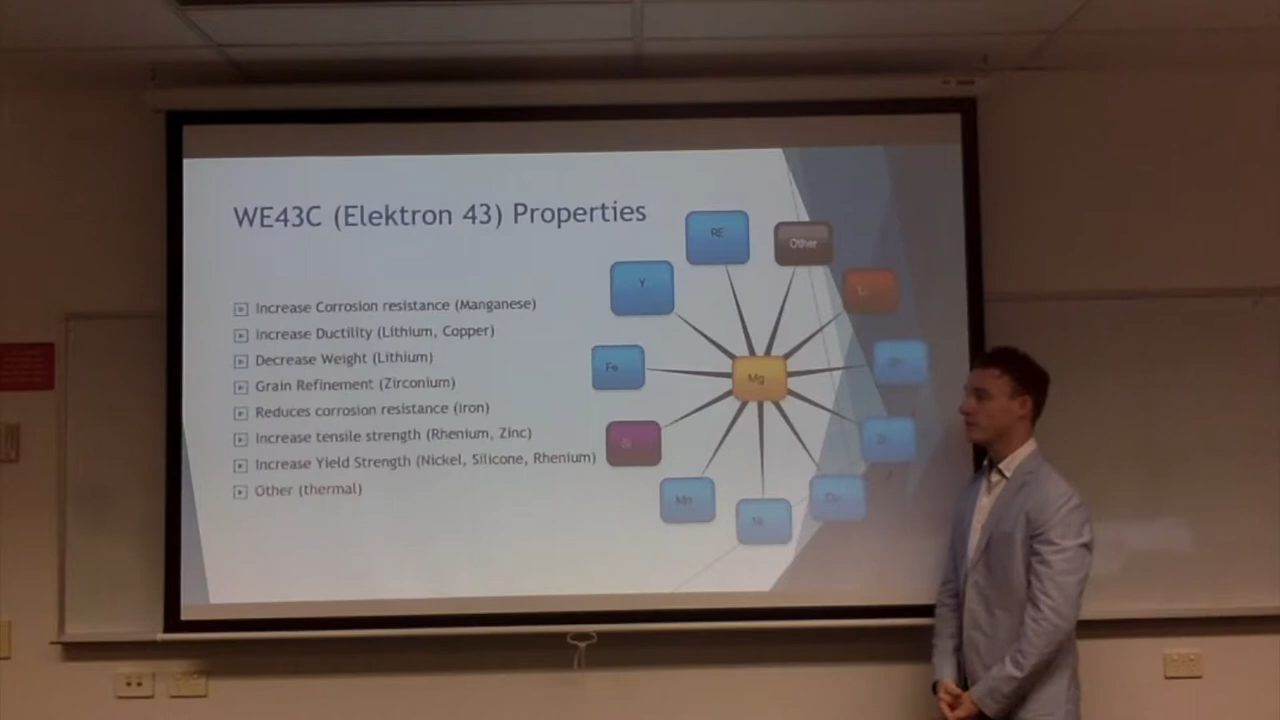 WE43C (Elektron 43) Properties
Increase Corrosion resistance (Manganese)
Increase Ductility (Lithium, Copper)
Decrease Weight (Lithium)
Grain Refinement (Zirconium)
Reduces corrosion resistance (Iron)
Increase tensile strength (Rhenium, Zinc)
Increase Yield Strength (Nickel, Silicone, Rhenium)
Other (thermal)
RE
Other
Y
Fe
Mg
Si
Mn
Ni
Cu